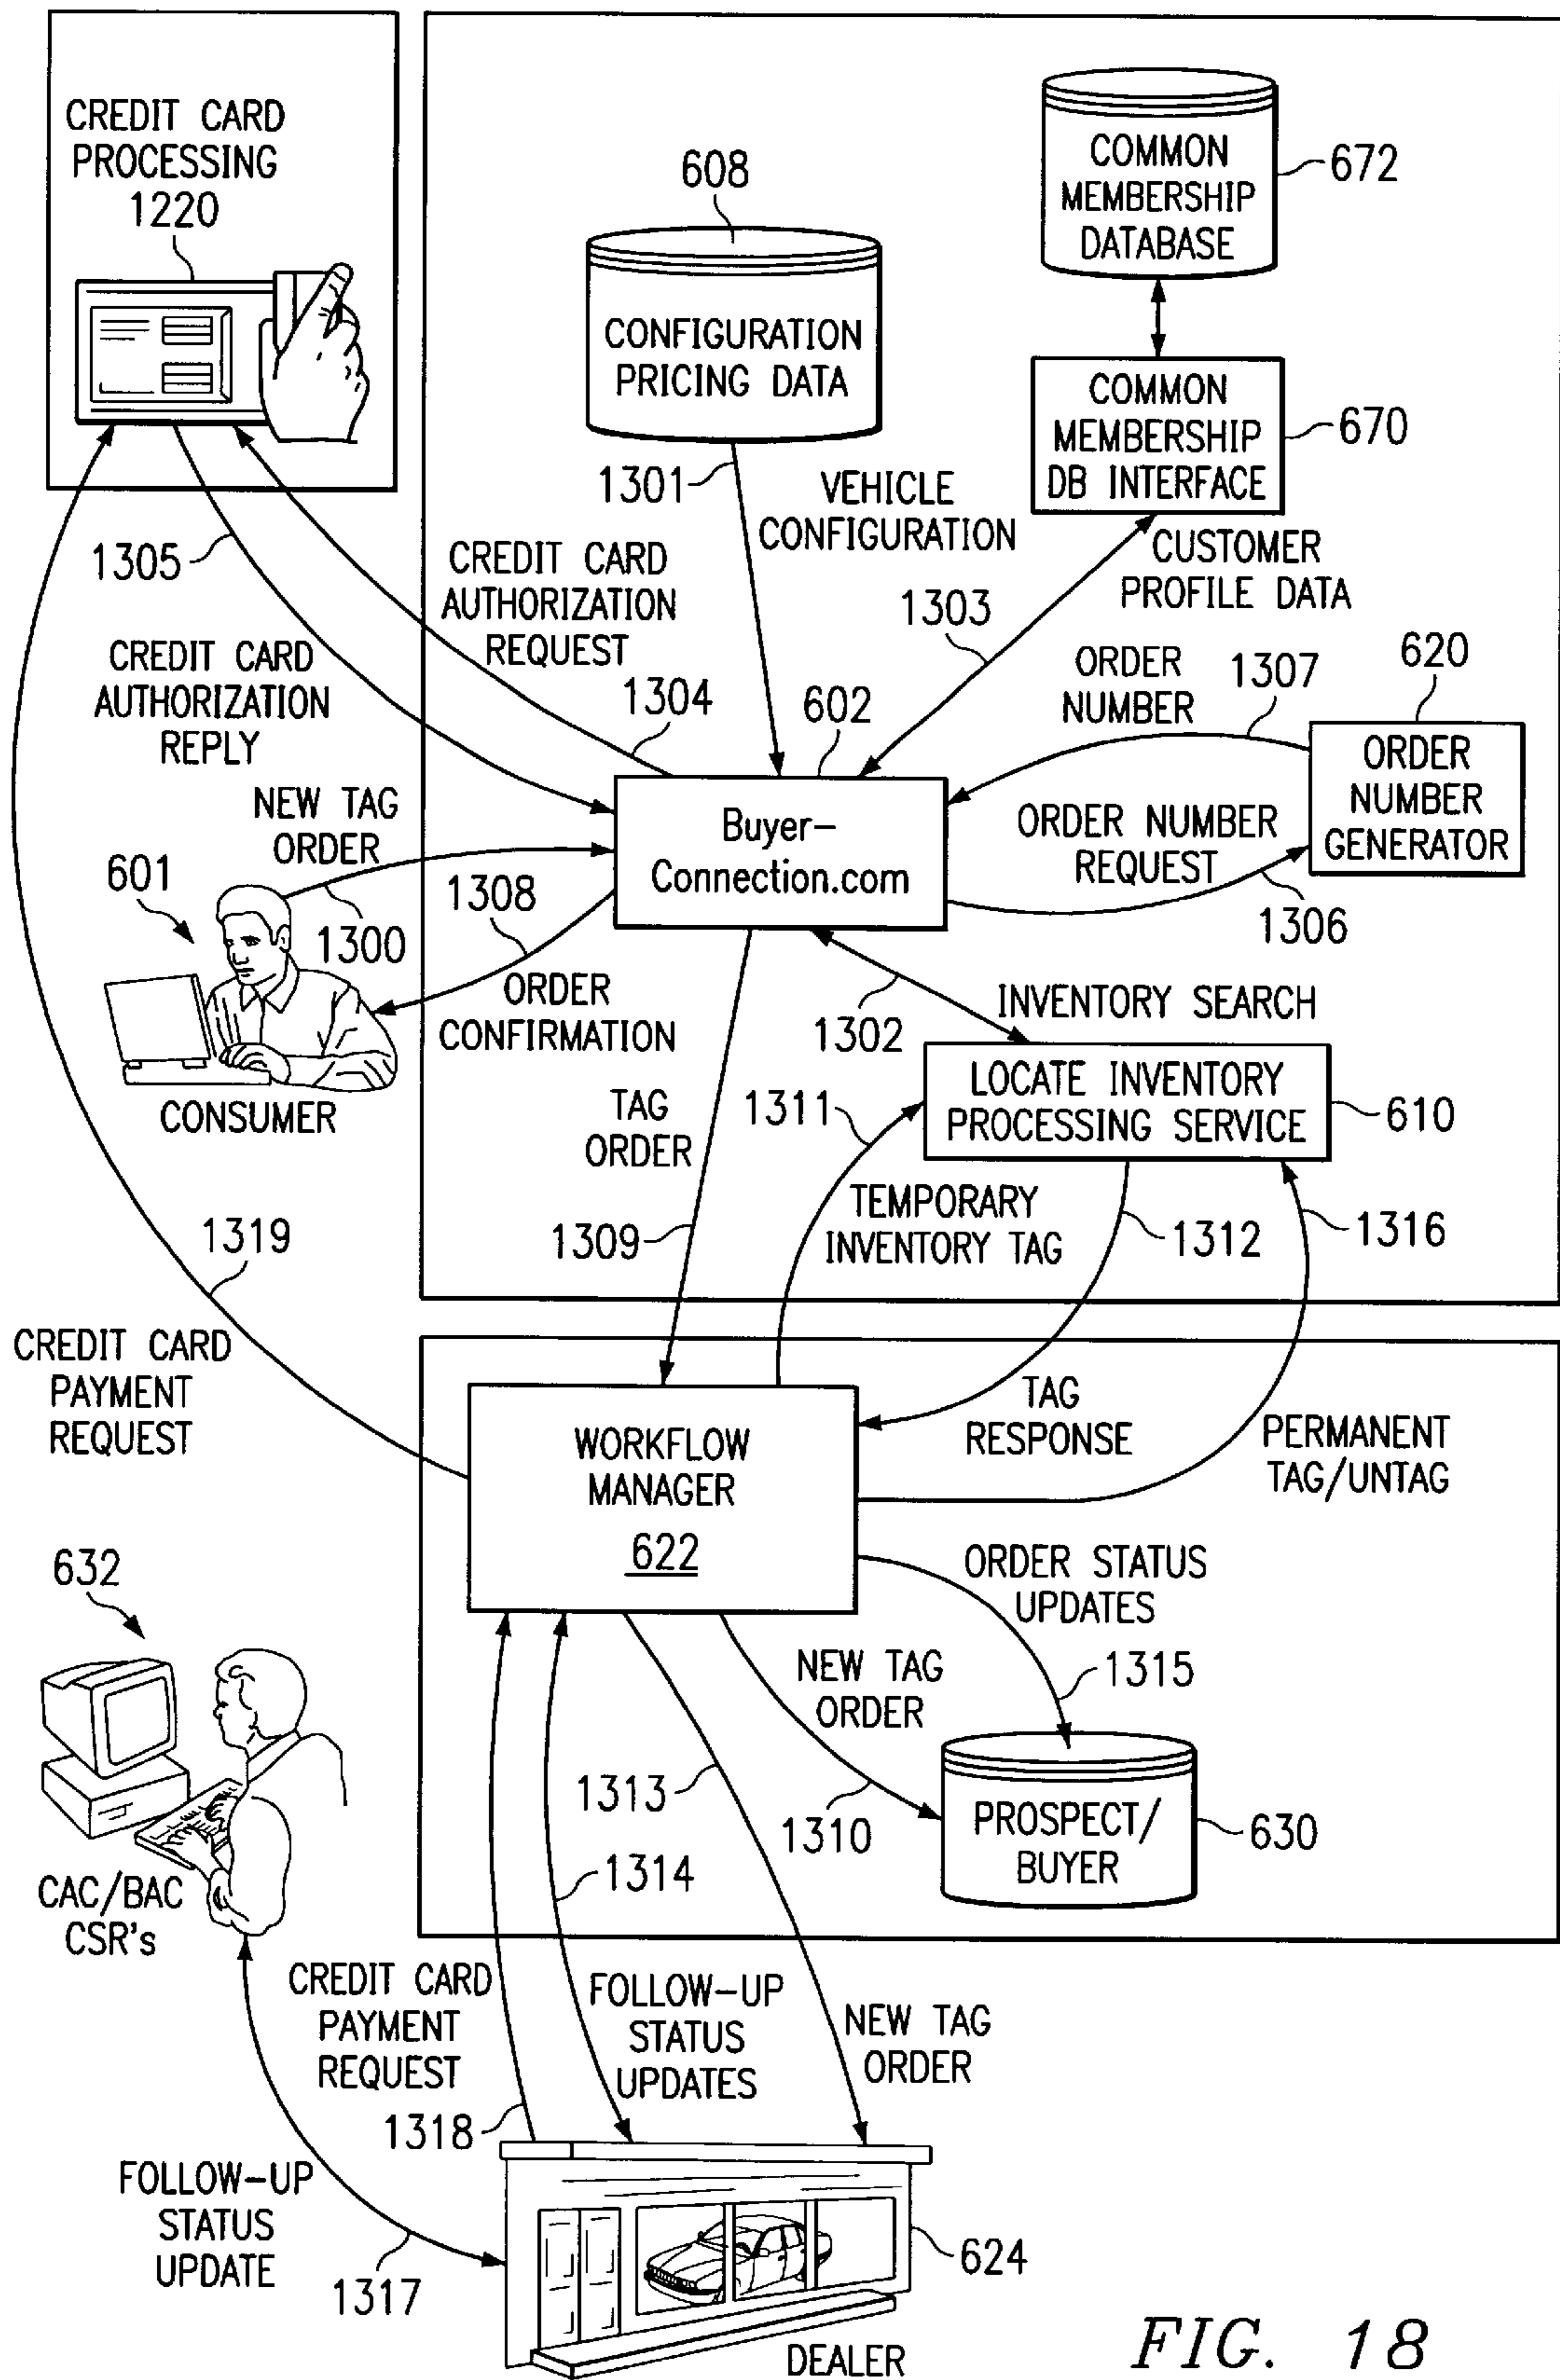 CREDIT CARD
PROCESSING
1220
608
CONFIGURATION
PRICING DATA
COMMON
MEMBERSHIP
DATABASE
672
COMMON
MEMBERSHIP
DB INTERFACE
670
1301
VEHICLE
CONFIGURATION
CUSTOMER
PROFILE DATA
1303
1305
CREDIT CARD
AUTHORIZATION
REQUEST
1304
CREDIT CARD
AUTHORIZATION
REPLY
602
ORDER
NUMBER
1307
620
ORDER
NUMBER
GENERATOR
Buyer-
Connection.com
ORDER NUMBER
REQUEST
1306
NEW TAG
ORDER
601
1300
1308
ORDER
CONFIRMATION
CONSUMER
1302
INVENTORY SEARCH
LOCATE INVENTORY
PROCESSING SERVICE
610
TAG
ORDER
1311
TEMPORARY
INVENTORY TAG
1309
1312
1316
1319
CREDIT CARD
PAYMENT
REQUEST
WORKFLOW
MANAGER
622
TAG
RESPONSE
PERMANENT
TAG/UNTAG
632
ORDER STATUS
UPDATES
1315
NEW TAG
ORDER
1313
1310
PROSPECT/
BUYER
630
1314
CAC/BAC
CSR's
CREDIT CARD
PAYMENT
REQUEST
1318
FOLLOW-UP
STATUS
UPDATES
NEW TAG
ORDER
FOLLOW-UP
STATUS
UPDATE
1317
624
DEALER
FIG. 18